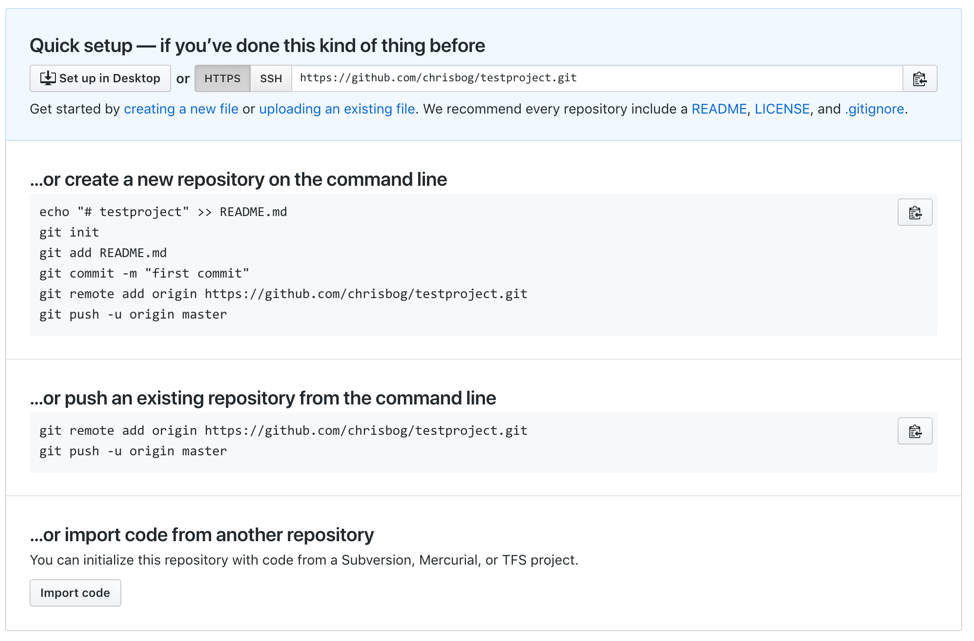 Quick setup — if you’ve done this kind of thing before
Set up in Desktop or HTTPS SSH https://github.com/chrisbog/testproject.git
Get started by creating a new file or uploading an existing file. We recommend every repository include a README, LICENSE, and .gitignore.
…or create a new repository on the command line
echo "# testproject" >> README.md
git init
git add README.md
git commit -m "first commit"
git remote add origin https://github.com/chrisbog/testproject.git
git push -u origin master
…or push an existing repository from the command line
git remote add origin https://github.com/chrisbog/testproject.git
git push -u origin master
…or import code from another repository
You can initialize this repository with code from a Subversion, Mercurial, or TFS project.
Import code